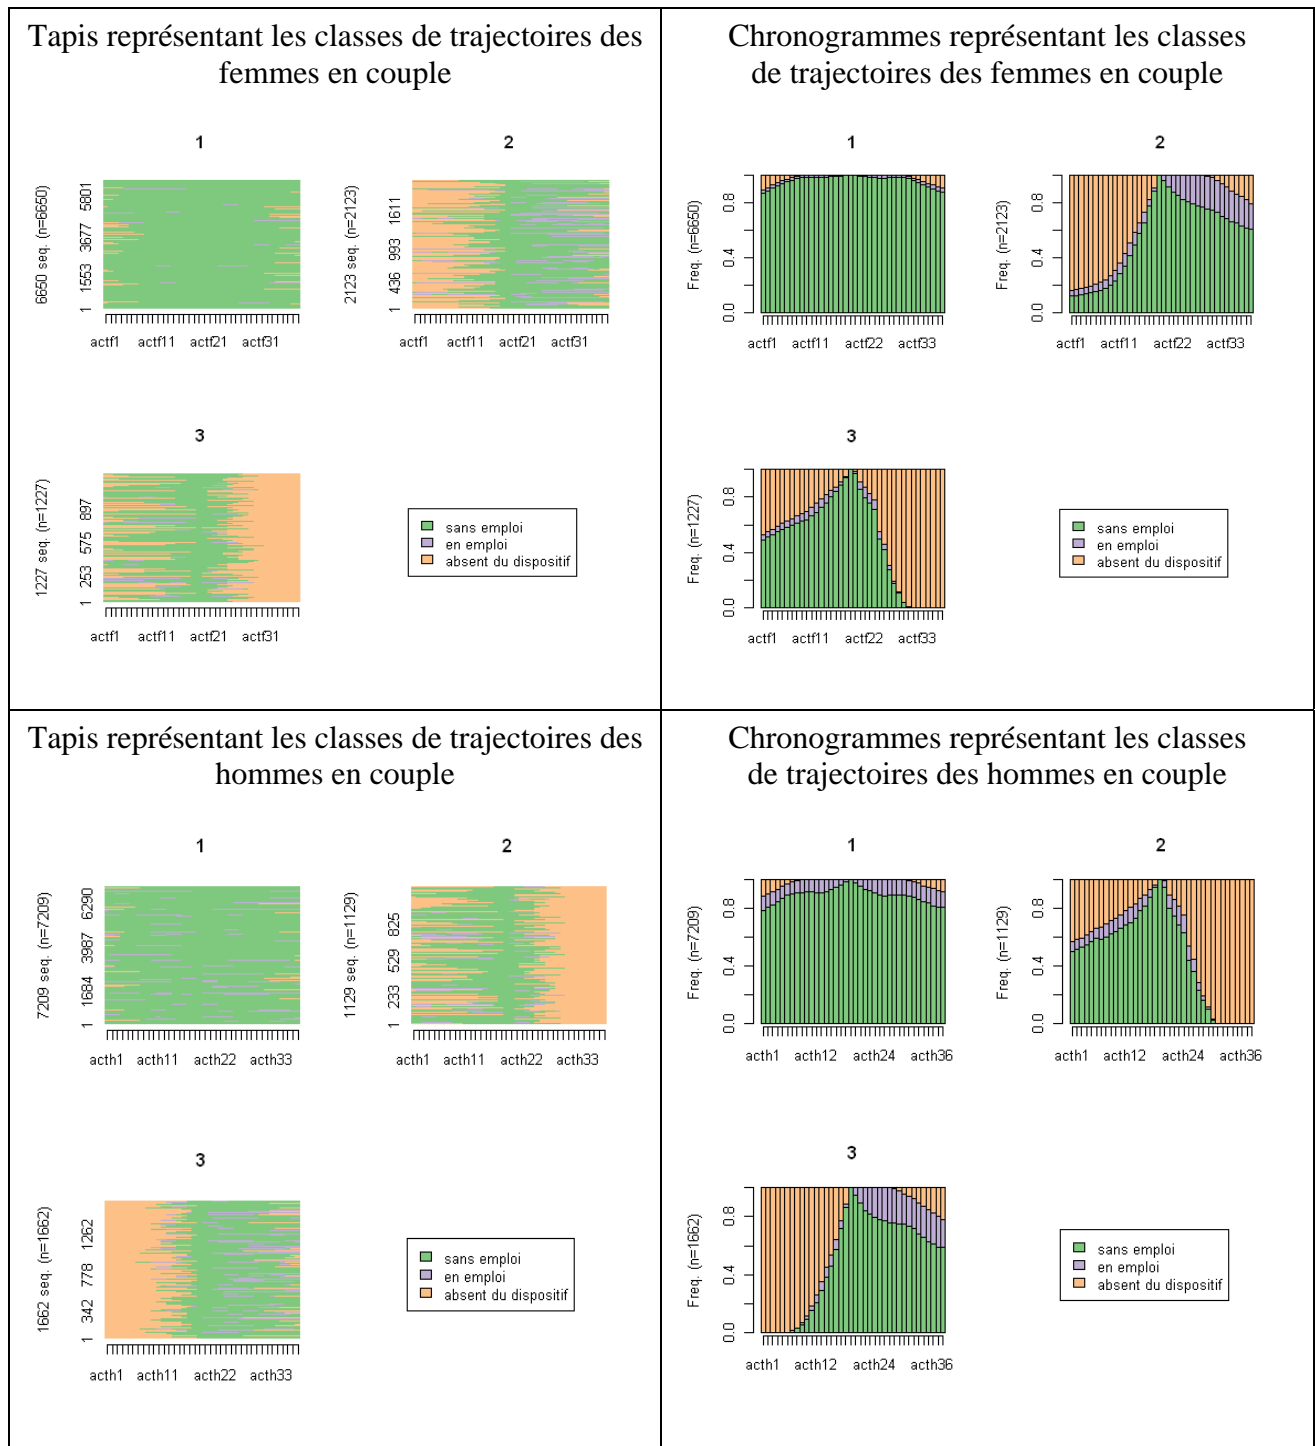 Tapis représentant les classes de trajectoires des
femmes en couple
1
6650 seq. (n=6650)
1 1553 3677 5801
actf1 actf11 actf21 actf31
2
2123 seq. (n=2123)
1 436 993 1611
actf1 actf11 actf21 actf31
3
1227 seq. (n=1227)
1 253 575 897
actf1 actf11 actf21 actf31
sans emploi
en emploi
absent du dispositif
Chronogrammes représentant les classes
de trajectoires des femmes en couple
1
Freq. (n=6650)
0.0 0.4 0.8
actf1 actf11 actf22 actf33
2
Freq. (n=2123)
0.0 0.4 0.8
actf1 actf11 actf22 actf33
3
Freq. (n=1227)
0.0 0.4 0.8
actf1 actf11 actf22 actf33
sans emploi
en emploi
absent du dispositif
Tapis représentant les classes de trajectoires des
hommes en couple
1
7209 seq. (n=7209)
1 1684 3987 6290
acth1 acth11 acth22 acth33
2
1129 seq. (n=1129)
1 233 529 825
acth1 acth11 acth22 acth33
3
1662 seq. (n=1662)
1 342 778 1262
acth1 acth11 acth22 acth33
sans emploi
en emploi
absent du dispositif
Chronogrammes représentant les classes
de trajectoires des hommes en couple
1
Freq. (n=7209)
0.0 0.4 0.8
acth1 acth12 acth24 acth36
2
Freq. (n=1129)
0.0 0.4 0.8
acth1 acth12 acth24 acth36
3
Freq. (n=1662)
0.0 0.4 0.8
acth1 acth12 acth24 acth36
sans emploi
en emploi
absent du dispositif